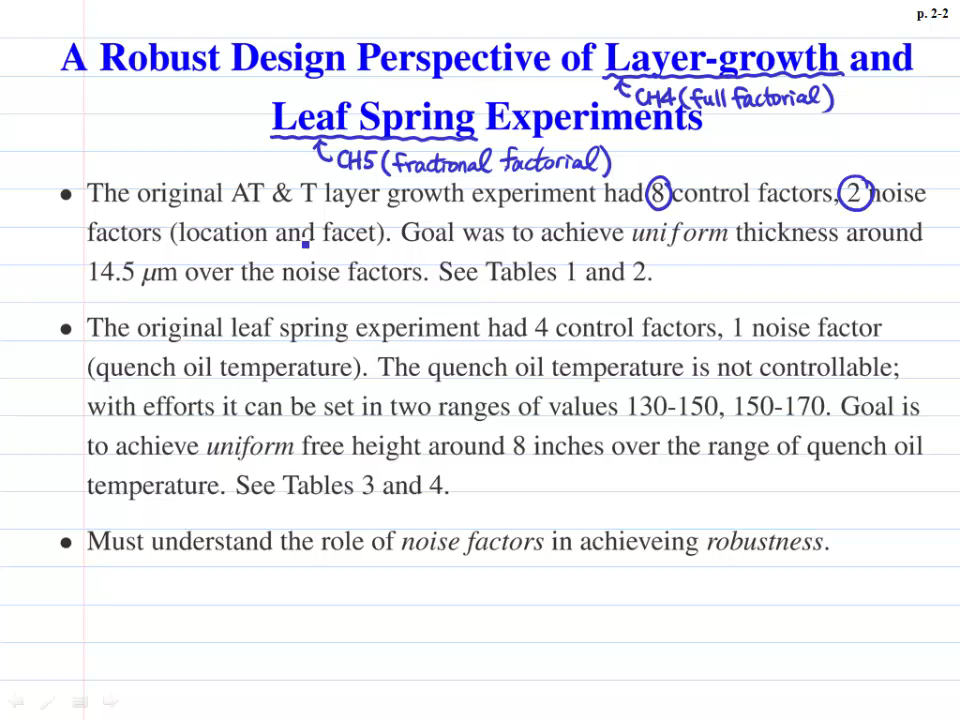 p. 2-2
A Robust Design Perspective of Layer-growth and
CH4 (full factorial)
Leaf Spring Experiments
CH5 (fractional factorial)
• The original AT & T layer growth experiment had 8 control factors, 2 noise
factors (location and facet). Goal was to achieve uniform thickness around
14.5 μm over the noise factors. See Tables 1 and 2.
• The original leaf spring experiment had 4 control factors, 1 noise factor
(quench oil temperature). The quench oil temperature is not controllable;
with efforts it can be set in two ranges of values 130-150, 150-170. Goal is
to achieve uniform free height around 8 inches over the range of quench oil
temperature. See Tables 3 and 4.
• Must understand the role of noise factors in achieveing robustness.